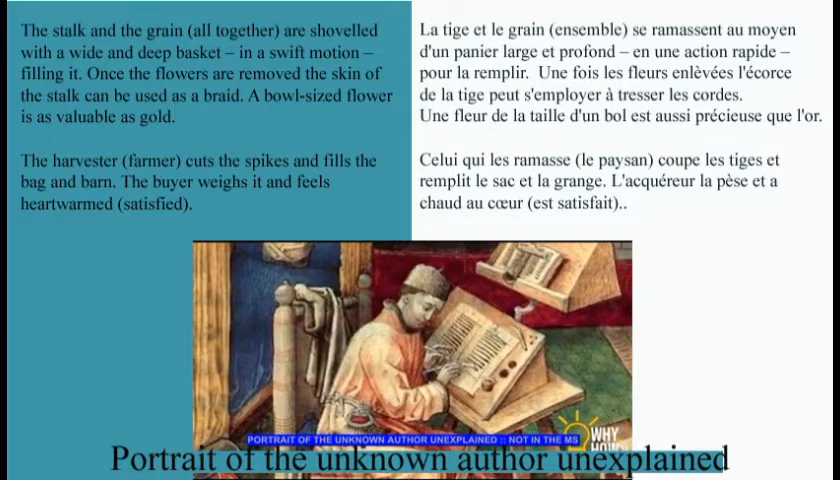 The stalk and the grain (all together) are shovelled
with a wide and deep basket – in a swift motion –
filling it. Once the flowers are removed the skin of
the stalk can be used as a braid. A bowl-sized flower
is as valuable as gold.
The harvester (farmer) cuts the spikes and fills the
bag and barn. The buyer weighs it and feels
heartwarmed (satisfied).
La tige et le grain (ensemble) se ramassent au moyen
d'un panier large et profond – en une action rapide –
pour la remplir. Une fois les fleurs enlèvées l'écorce
de la tige peut s'employer à tresser les cordes.
Une fleur de la taille d'un bol est aussi précieuse que l'or.
Celui qui les ramasse (le paysan) coupe les tiges et
remplit le sac et la grange. L'acquéreur la pèse et a
chaud au cœur (est satisfait)..
WHY
HOW
PORTRAIT OF THE UNKNOWN AUTHOR UNEXPLAINED :: NOT IN THE MS
Portrait of the unknown author unexplained